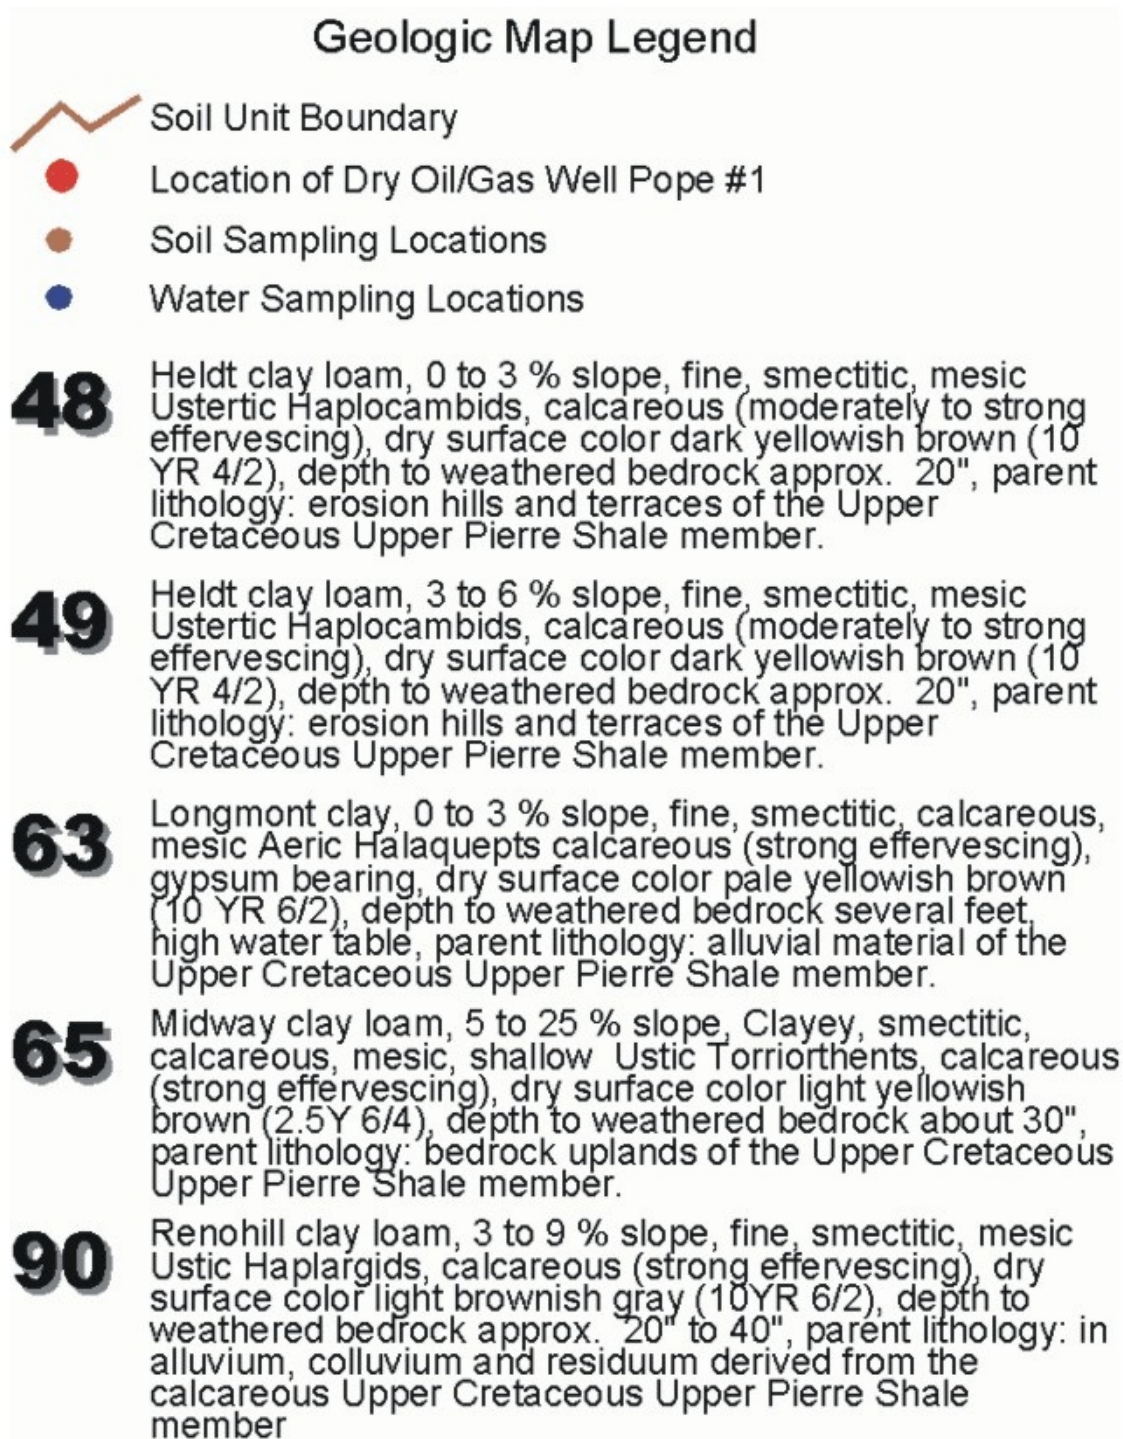 Geologic Map Legend
Soil Unit Boundary
Location of Dry Oil/Gas Well Pope #1
Soil Sampling Locations
Water Sampling Locations
48
Heldt clay loam, 0 to 3 % slope, fine, smectitic, mesic
Ustertic Haplocambids, calcareous (moderately to strong
effervescing), dry surface color dark yellowish brown (10
YR 4/2), depth to weathered bedrock approx. 20", parent
lithology: erosion hills and terraces of the Upper
Cretaceous Upper Pierre Shale member.
49
Heldt clay loam, 3 to 6 % slope, fine, smectitic, mesic
Ustertic Haplocambids, calcareous (moderately to strong
effervescing), dry surface color dark yellowish brown (10
YR 4/2), depth to weathered bedrock approx. 20", parent
lithology: erosion hills and terraces of the Upper
Cretaceous Upper Pierre Shale member.
63
Longmont clay, 0 to 3 % slope, fine, smectitic, calcareous,
mesic Aeric Halaquepts calcareous (strong effervescing),
gypsum bearing, dry surface color pale yellowish brown
(10 YR 6/2), depth to weathered bedrock several feet,
high water table, parent lithology: alluvial material of the
Upper Cretaceous Upper Pierre Shale member.
65
Midway clay loam, 5 to 25 % slope, Clayey, smectitic,
calcareous, mesic, shallow Ustic Torriorthents, calcareous
(strong effervescing), dry surface color light yellowish
brown (2.5Y 6/4), depth to weathered bedrock about 30",
parent lithology: bedrock uplands of the Upper Cretaceous
Upper Pierre Shale member.
90
Renohill clay loam, 3 to 9 % slope, fine, smectitic, mesic
Ustic Haplargids, calcareous (strong effervescing), dry
surface color light brownish gray (10YR 6/2), depth to
weathered bedrock approx. 20" to 40", parent lithology: in
alluvium, colluvium and residuum derived from the
calcareous Upper Cretaceous Upper Pierre Shale
member